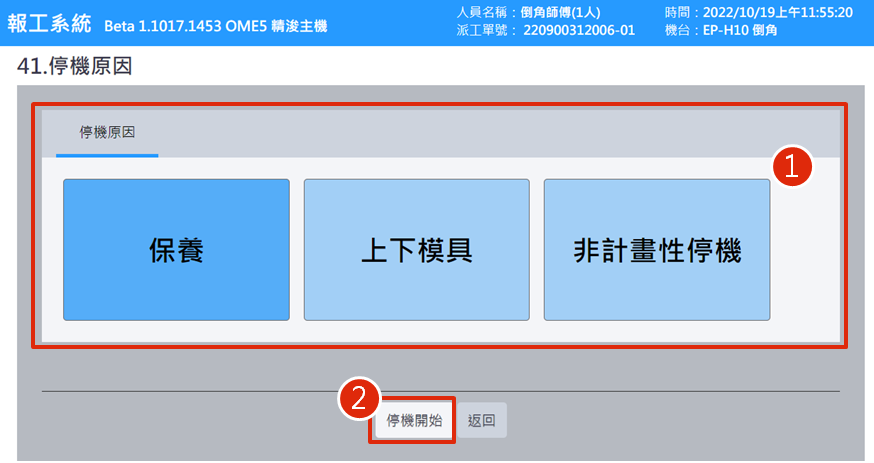 報工系統 Beta 1.1017.1453 OME5 精浚主機
人員名稱：倒角師傅(1人)
時間：2022/10/19上午11:55:20
派工單號： 220900312006-01
機台：EP-H10 倒角
41.停機原因
停機原因
1
保養
上下模具
非計畫性停機
2
停機開始
返回